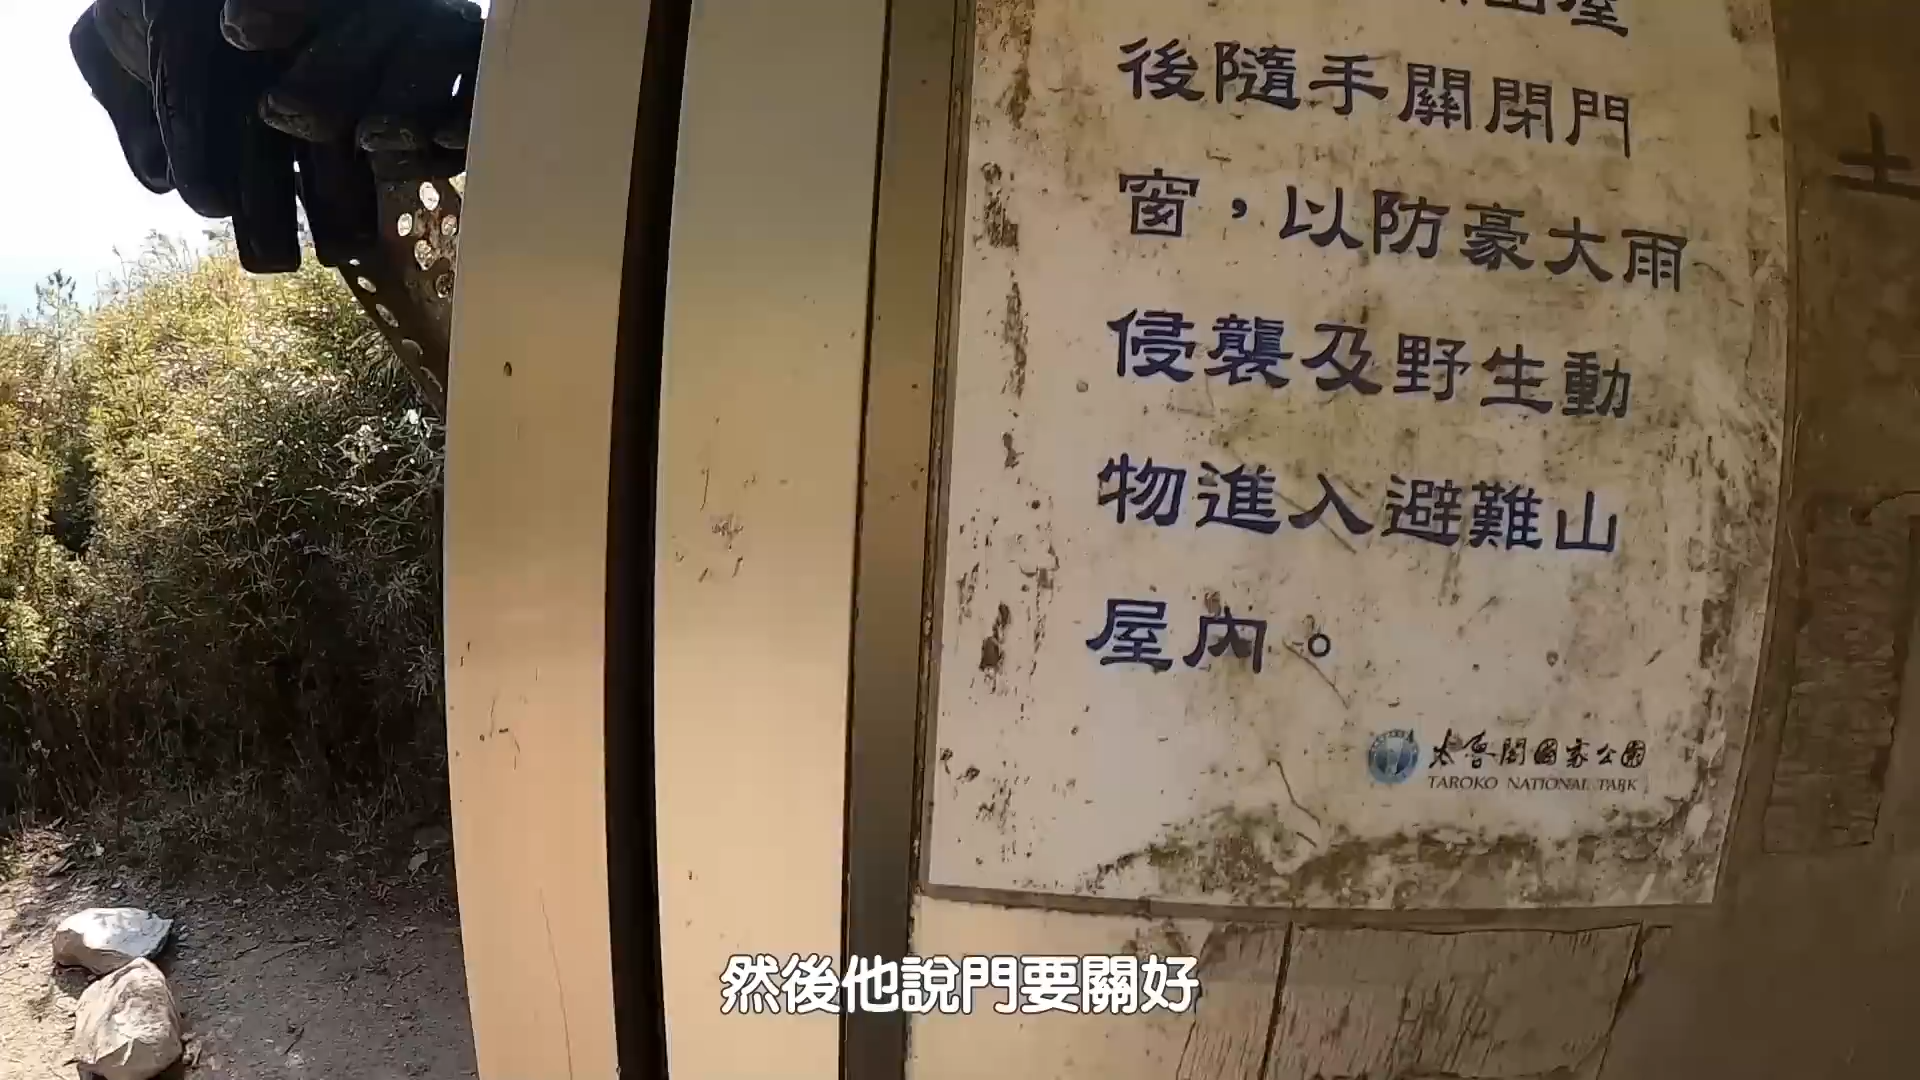 屋
後隨手關閉門
窗，以防豪大雨
侵襲及野生動
物進入避難山
屋內。
太魯閣國家公園
TAROKO NATIONAL PARK
土
然後他說門要關好